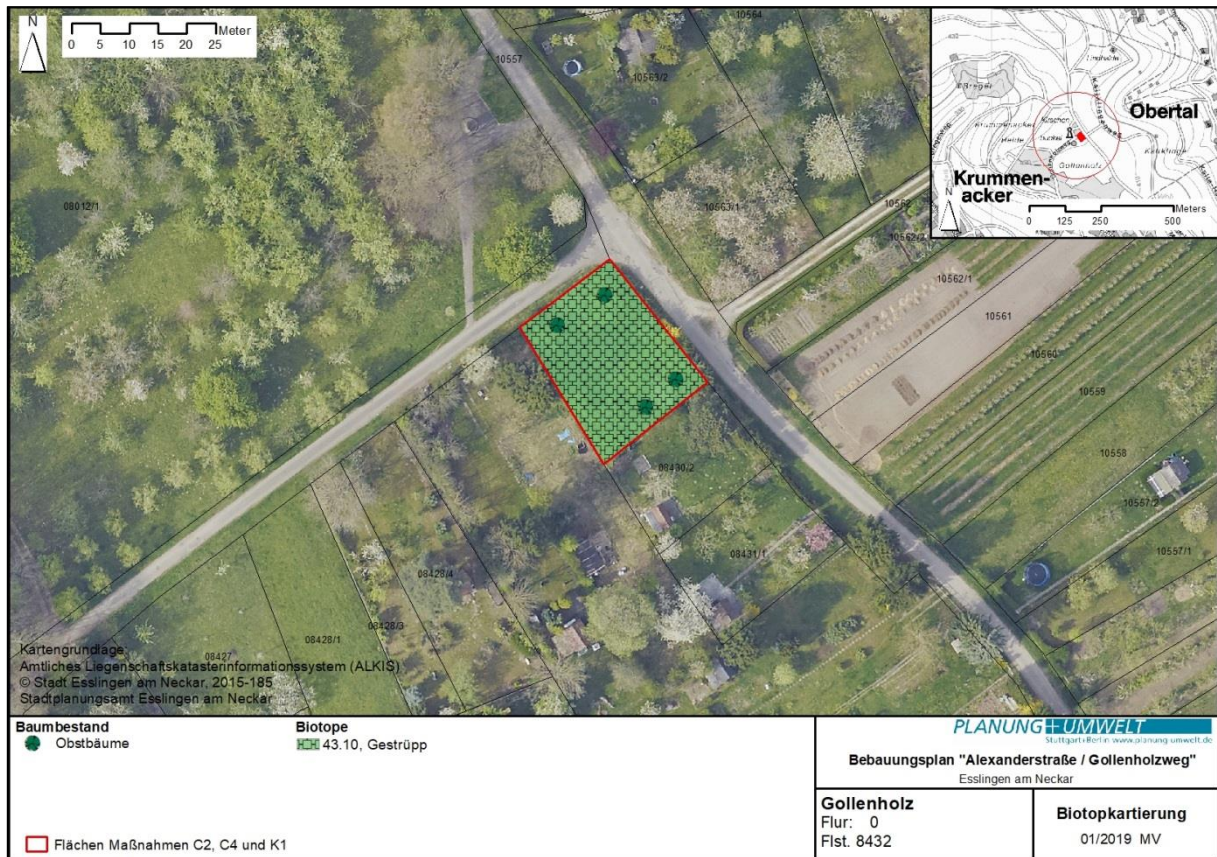 N
0 5 10 15 20 25 Meter
10564
10557
10563/2
10563/1
10562
10562/2
10562/1
10561
10560
10559
10558
10557/2
10557/1
08012/1
08430/2
08431/1
08428/4
08428/3
08428/1
08427
Obertal
Krummen-
acker
Gollenholz
N
0 125 250 500 Meters
Kartengrundlage:
Amtliches Liegenschaftskatasterinformationssystem (ALKIS)
© Stadt Esslingen am Neckar, 2015-185
Stadtplanungsamt Esslingen am Neckar
Baumbestand
Obstbäume
Biotope
43.10, Gestrüpp
Flächen Maßnahmen C2, C4 und K1
PLANUNG+UMWELT
Stuttgart+Berlin www.planung-umwelt.de
Bebauungsplan "Alexanderstraße / Gollenholzweg"
Esslingen am Neckar
Gollenholz
Flur: 0
Flst. 8432
Biotopkartierung
01/2019 MV